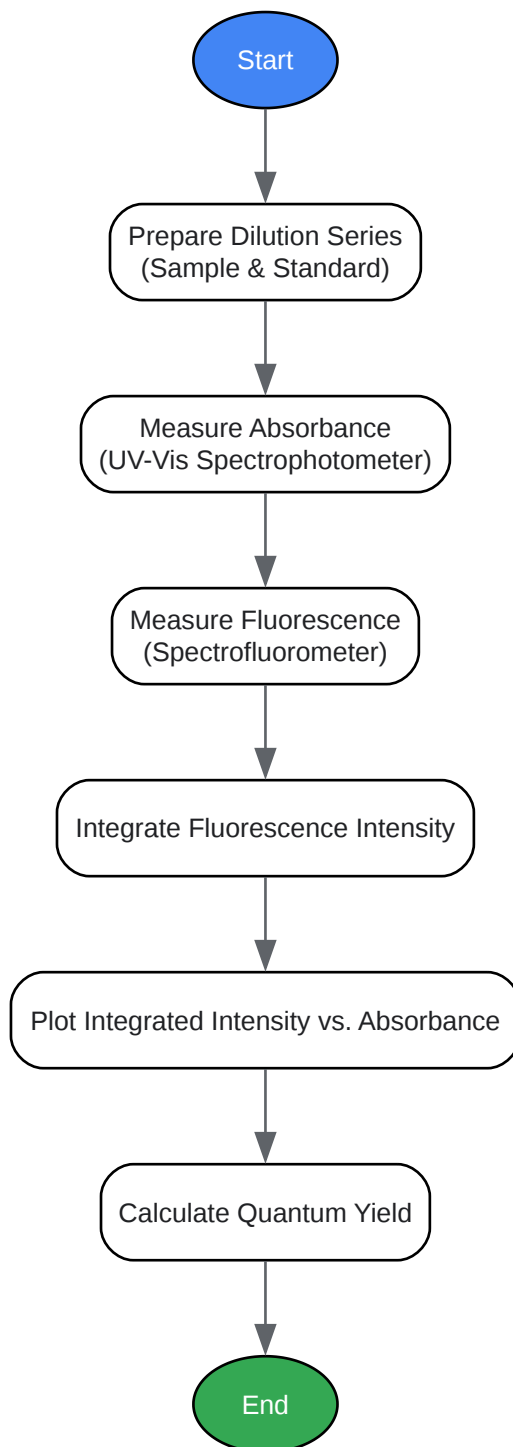 Start
Prepare Dilution Series
(Sample & Standard)
Measure Absorbance
(UV-Vis Spectrophotometer)
Measure Fluorescence
(Spectrofluorometer)
Integrate Fluorescence Intensity
Plot Integrated Intensity vs. Absorbance
Calculate Quantum Yield
End